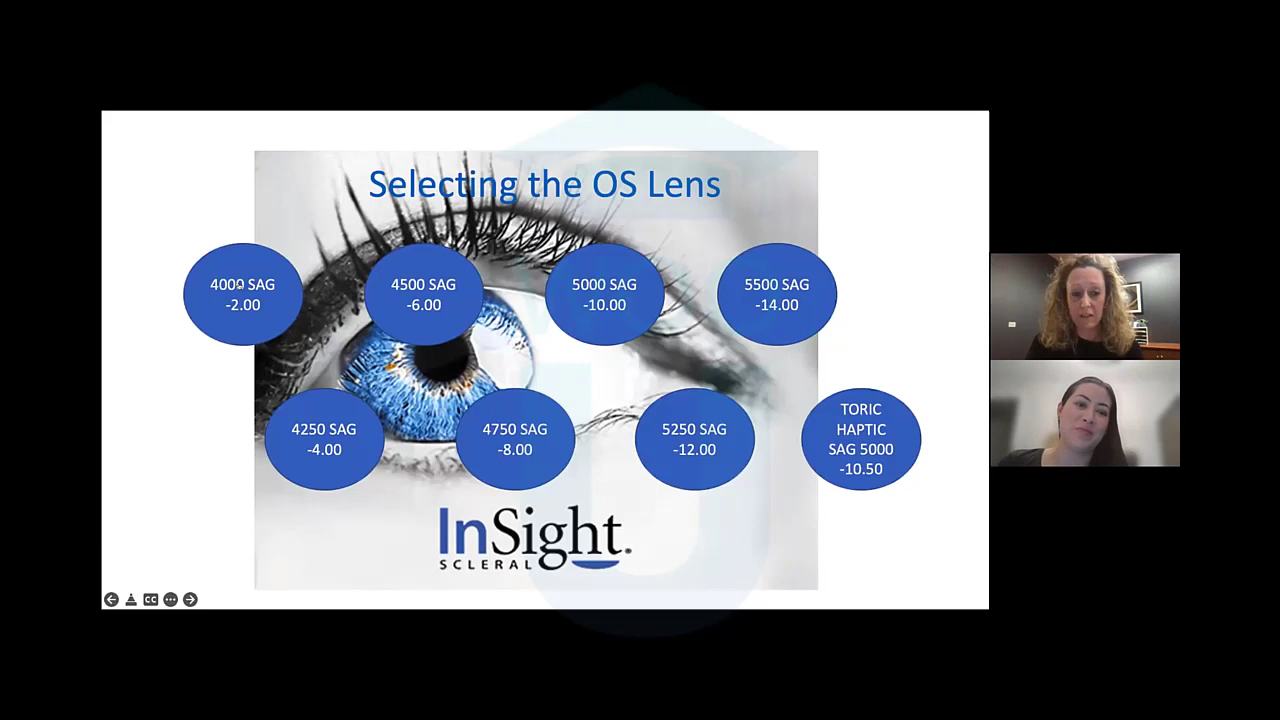 Selecting the OS Lens
4000 SAG
-2.00
4500 SAG
-6.00
5000 SAG
-10.00
5500 SAG
-14.00
4250 SAG
-4.00
4750 SAG
-8.00
5250 SAG
-12.00
TORIC
HAPTIC
SAG 5000
-10.50
InSight®
SCLERAL
CC